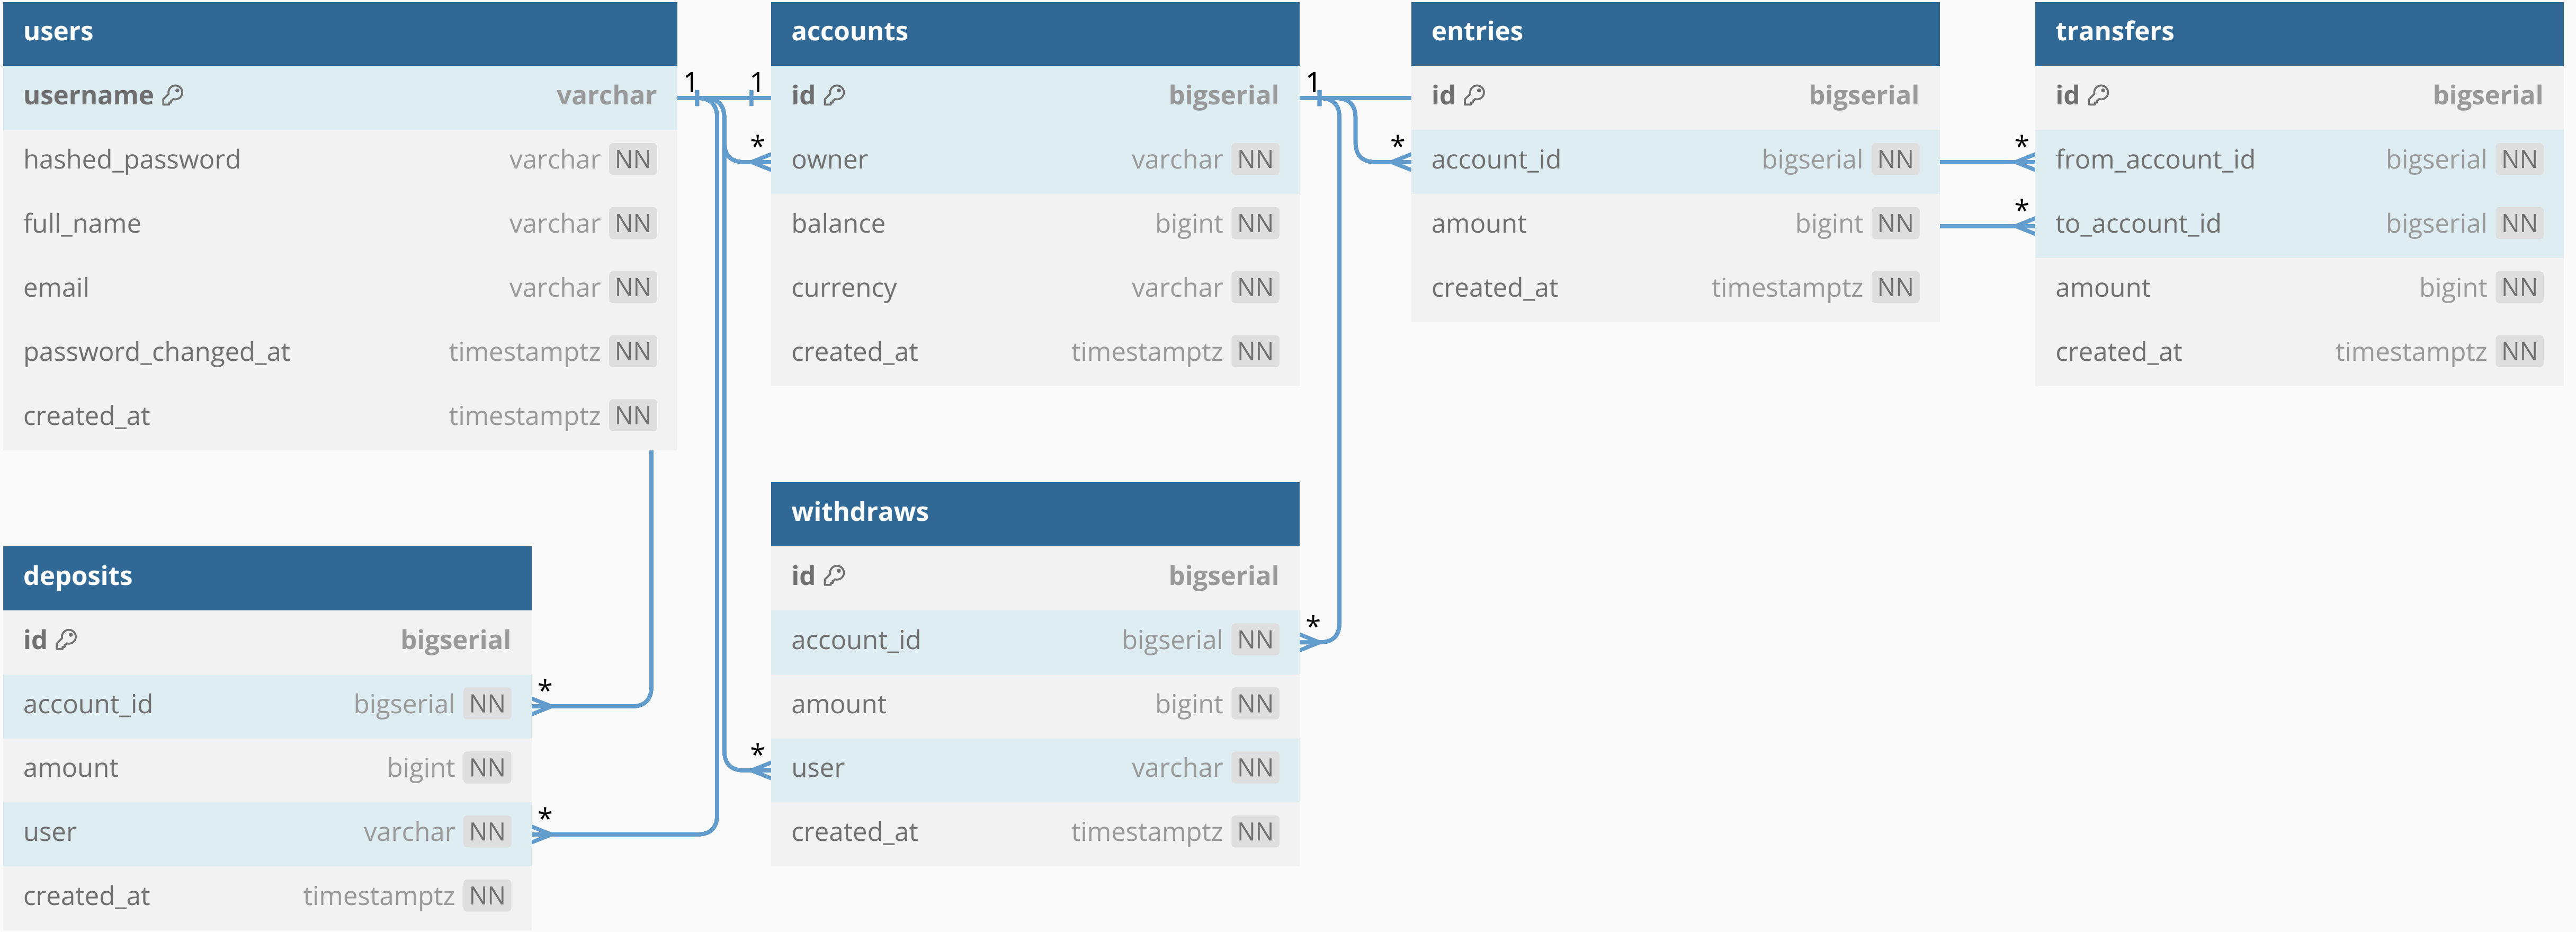 users
username varchar
hashed_password varchar NN
full_name varchar NN
email varchar NN
password_changed_at timestamptz NN
created_at timestamptz NN
1 1
*
accounts
id bigserial
owner varchar NN
balance bigint NN
currency varchar NN
created_at timestamptz NN
1
*
entries
id bigserial
account_id bigserial NN
amount bigint NN
created_at timestamptz NN
*
*
transfers
id bigserial
from_account_id bigserial NN
to_account_id bigserial NN
amount bigint NN
created_at timestamptz NN
deposits
id bigserial
account_id bigserial NN
amount bigint NN
user varchar NN
created_at timestamptz NN
*
*
*
withdraws
id bigserial
account_id bigserial NN
amount bigint NN
user varchar NN
created_at timestamptz NN
*